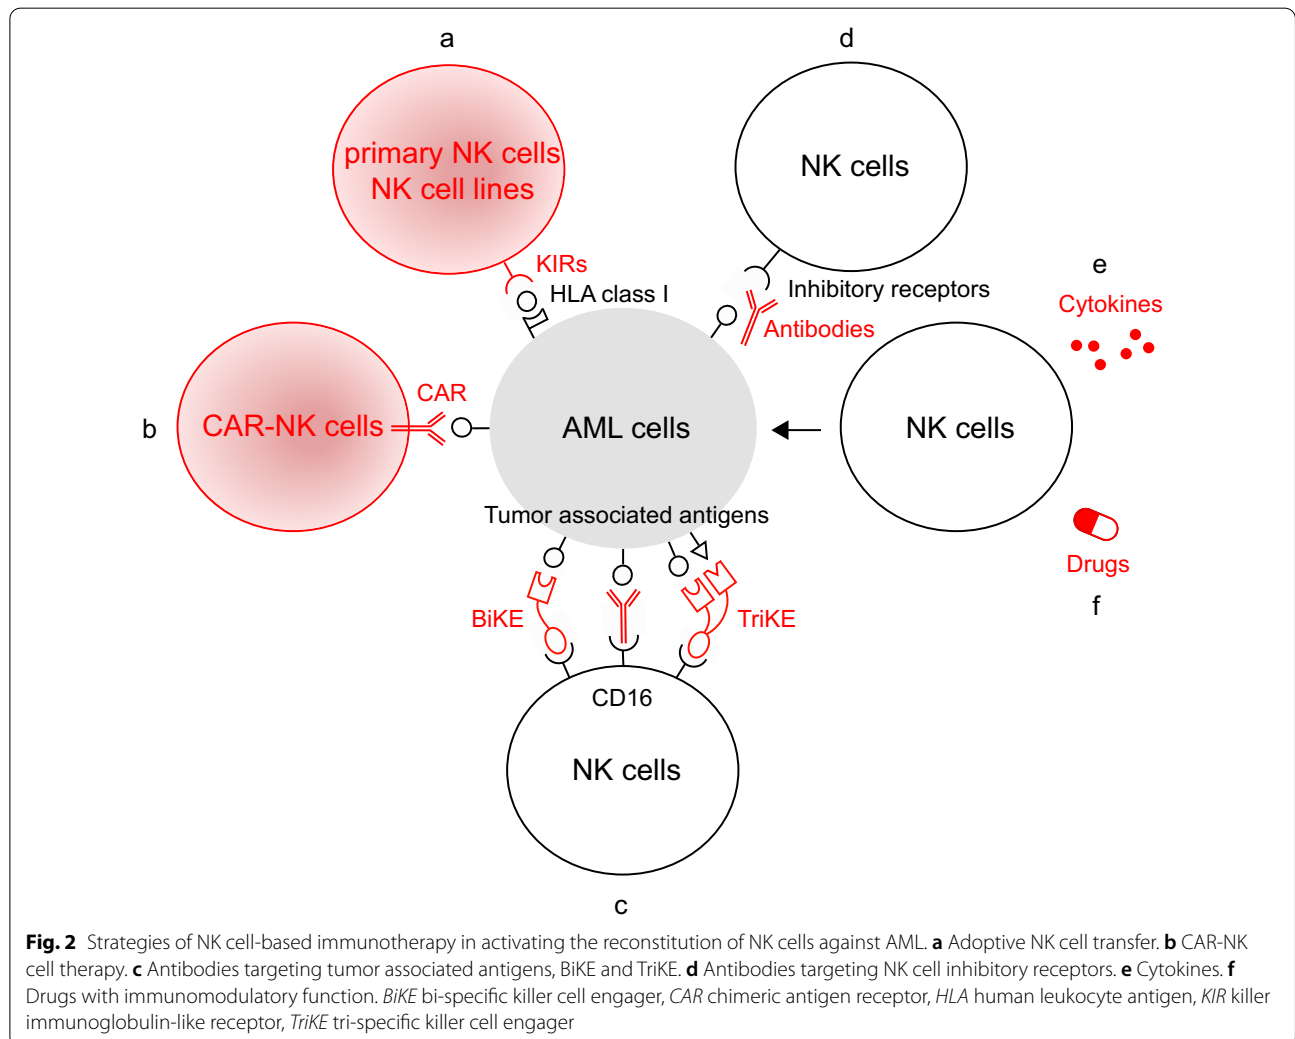 a
d
primary NK cells
NK cell lines
NK cells
KIRs
HLA class I
e
Cytokines
Inhibitory receptors
Antibodies
b
CAR-NK cells
CAR
AML cells
NK cells
Tumor associated antigens
Drugs
f
BiKE
TriKE
CD16
NK cells
c
Fig. 2 Strategies of NK cell-based immunotherapy in activating the reconstitution of NK cells against AML. a Adoptive NK cell transfer. b CAR-NK
cell therapy. c Antibodies targeting tumor associated antigens, BiKE and TriKE. d Antibodies targeting NK cell inhibitory receptors. e Cytokines. f
Drugs with immunomodulatory function. BiKE bi-specific killer cell engager, CAR chimeric antigen receptor, HLA human leukocyte antigen, KIR killer
immunoglobulin-like receptor, TriKE tri-specific killer cell engager